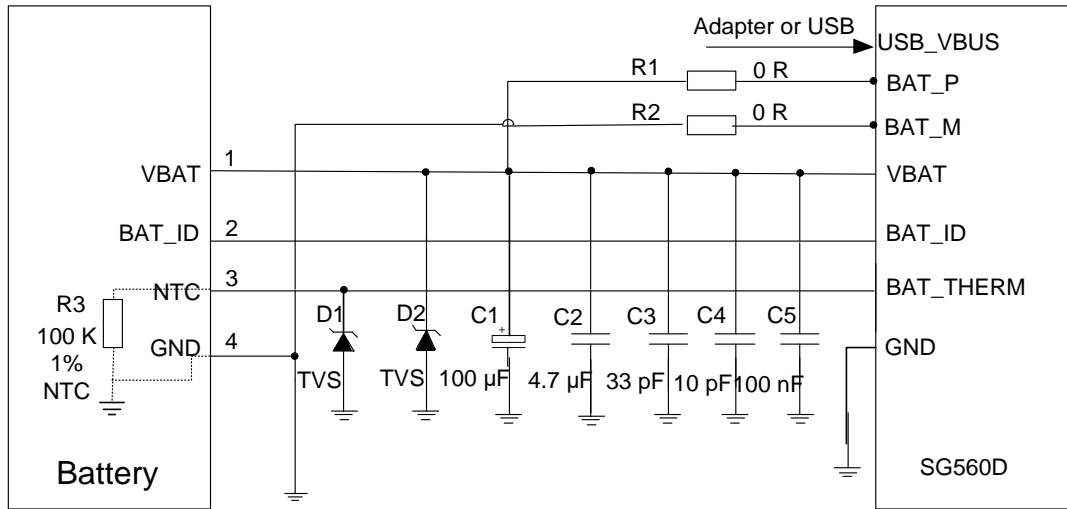 Adapter or USB
USB_VBUS
R1
0 R
BAT_P
R2
0 R
BAT_M
VBAT
1
VBAT
BAT_ID
2
BAT_ID
NTC
3
BAT_THERM
R3
100 K
1%
NTC
GND
4
GND
D1
D2
C1
C2
C3
C4
C5
+
TVS
TVS
100 µF
4.7 µF
33 pF
10 pF
100 nF
Battery
SG560D